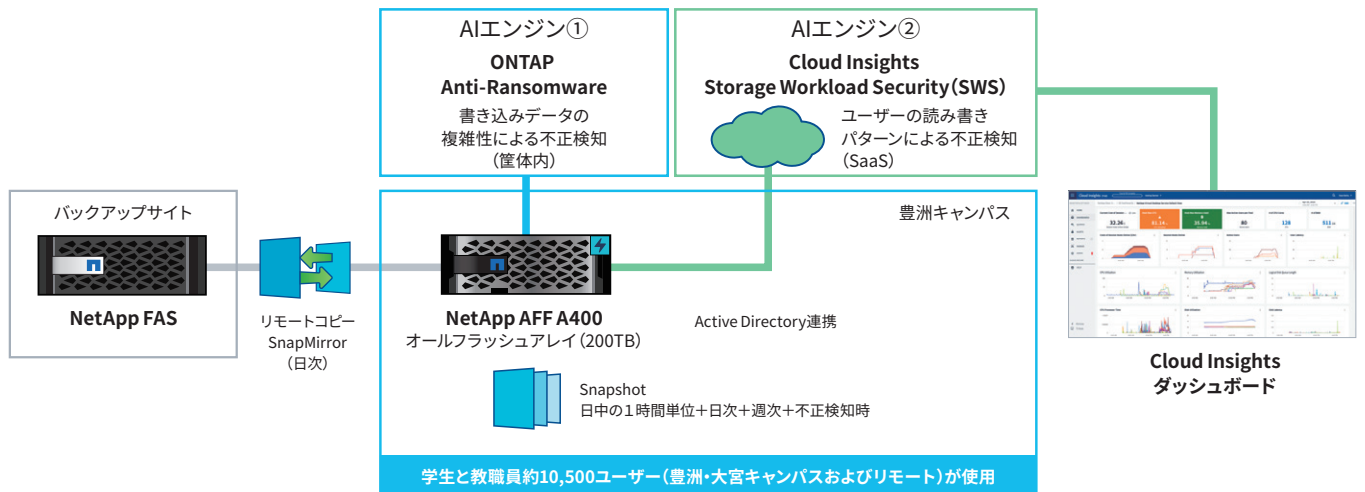 AIエンジン①
ONTAP
Anti-Ransomware
書き込みデータの
複雑性による不正検知
(筐体内)
AIエンジン②
Cloud Insights
Storage Workload Security(SWS)
ユーザーの読み書き
パターンによる不正検知
(SaaS)
バックアップサイト
NetApp FAS
リモートコピー
SnapMirror
(日次)
豊洲キャンパス
NetApp AFF A400
オールフラッシュアレイ(200TB)
Active Directory連携
Snapshot
日中の1時間単位+日次+週次+不正検知時
学生と教職員約10,500ユーザー(豊洲・大宮キャンパスおよびリモート)が使用
Cloud Insights
ダッシュボード